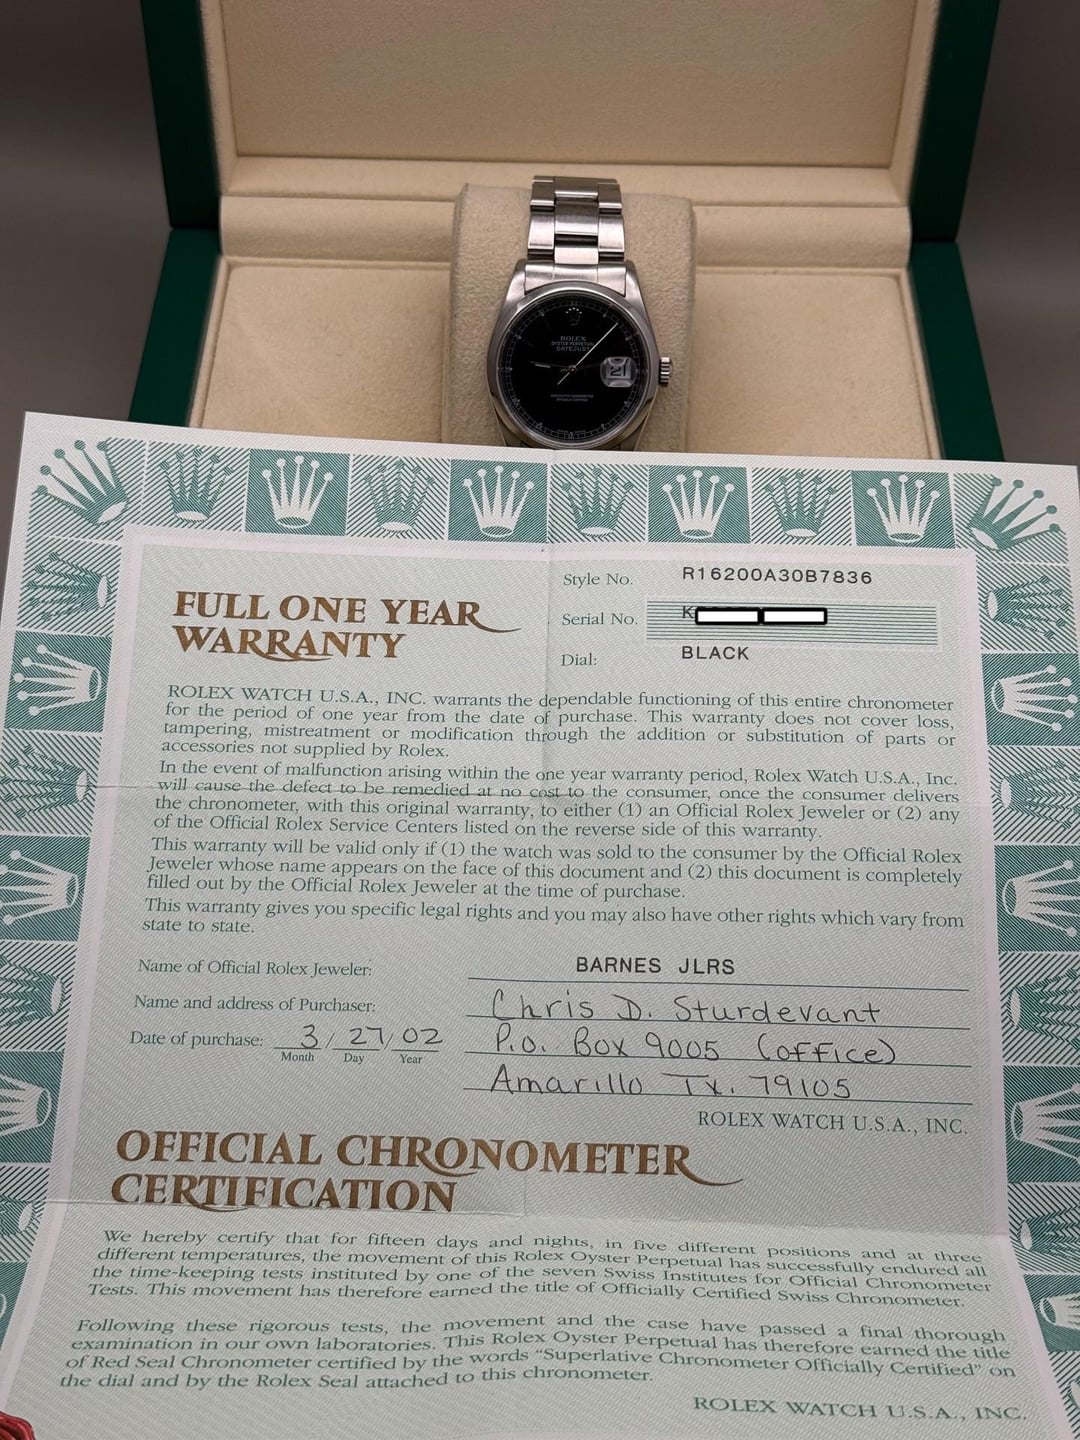 ROLEX
OYSTER PERPETUAL
DATEJUST
21
SUPERLATIVE CHRONOMETER
OFFICIALLY CERTIFIED
Style No. R16200A30B7836
FULL ONE YEAR
WARRANTY
Serial No. K
Dial: BLACK
ROLEX WATCH U.S.A., INC. warrants the dependable functioning of this entire chronometer
for the period of one year from the date of purchase. This warranty does not cover loss,
tampering, mistreatment or modification through the addition or substitution of parts or
accessories not supplied by Rolex.
In the event of malfunction arising within the one year warranty period, Rolex Watch U.S.A., Inc.
will cause the defect to be remedied at no cost to the consumer, once the consumer delivers
the chronometer, with this original warranty, to either (1) an Official Rolex Jeweler or (2) any
of the Official Rolex Service Centers listed on the reverse side of this warranty.
This warranty will be valid only if (1) the watch was sold to the consumer by the Official Rolex
Jeweler whose name appears on the face of this document and (2) this document is completely
filled out by the Official Rolex Jeweler at the time of purchase.
This warranty gives you specific legal rights and you may also have other rights which vary from
state to state.
Name of Official Rolex Jeweler: BARNES JLRS
Name and address of Purchaser: Chris D. Sturdevant
Date of purchase: 3 / 27 / 02 P.O. Box 9005 (office)
Month Day Year
Amarillo Tx. 79105
ROLEX WATCH U.S.A., INC.
OFFICIAL CHRONOMETER
CERTIFICATION
We hereby certify that for fifteen days and nights, in five different positions and at three
different temperatures, the movement of this Rolex Oyster Perpetual has successfully endured all
the time-keeping tests instituted by one of the seven Swiss Institutes for Official Chronometer
Tests. This movement has therefore earned the title of Officially Certified Swiss Chronometer.
Following these rigorous tests, the movement and the case have passed a final thorough
examination in our own laboratories. This Rolex Oyster Perpetual has therefore earned the title
of Red Seal Chronometer certified by the words "Superlative Chronometer Officially Certified" on
the dial and by the Rolex Seal attached to this chronometer.
ROLEX WATCH U.S.A., INC.